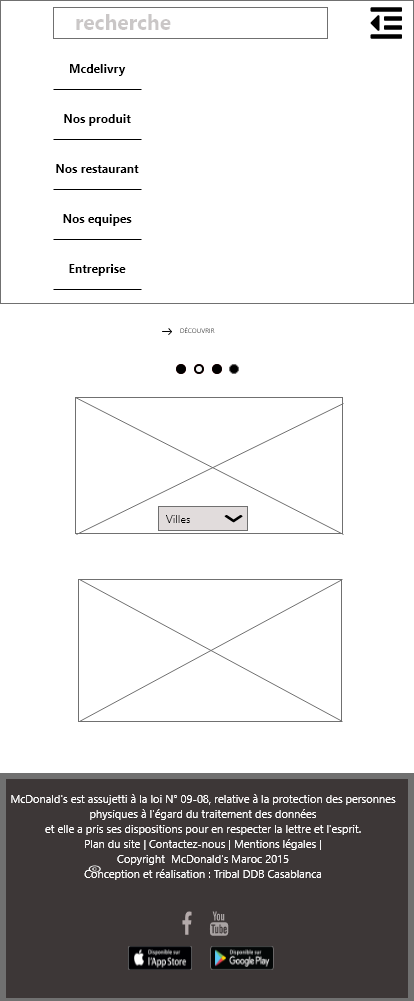 recherche
Mcdelivry
Nos produit
Nos restaurant
Nos equipes
Entreprise
DÉCOUVRIR
Villes
McDonald's est assujetti à la loi N° 09-08, relative à la protection des personnes
physiques à l'égard du traitement des données
et elle a pris ses dispositions pour en respecter la lettre et l'esprit.
Plan du site | Contactez-nous | Mentions légales |
Copyright McDonald's Maroc 2015
Conception et réalisation : Tribal DDB Casablanca
You
Tube
Disponible sur
l'App Store
Disponible sur
Google Play